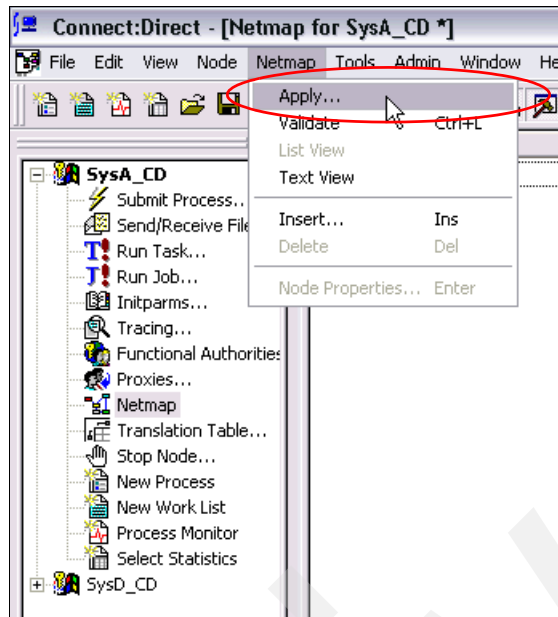 Connect:Direct - [Netmap for SysA_CD *]
File Edit View Node Netmap Tools Admin Window He
Apply...
Validate Ctrl+L
List View
Text View
Insert... Ins
Delete Del
Node Properties... Enter
SysA_CD
Submit Process..
Send/Receive File
Run Task...
Run Job...
Initparms...
Tracing...
Functional Authorities
Proxies...
Netmap
Translation Table...
Stop Node...
New Process
New Work List
Process Monitor
Select Statistics
SysD_CD